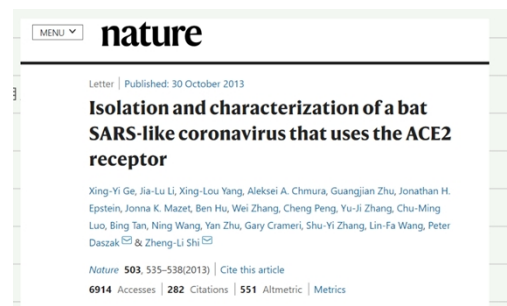 MENU
nature
Letter | Published: 30 October 2013
Isolation and characterization of a bat
SARS-like coronavirus that uses the ACE2
receptor
Xing-Yi Ge, Jia-Lu Li, Xing-Lou Yang, Aleksei A. Chmura, Guangjian Zhu, Jonathan H.
Epstein, Jonna K. Mazet, Ben Hu, Wei Zhang, Cheng Peng, Yu-Ji Zhang, Chu-Ming
Luo, Bing Tan, Ning Wang, Yan Zhu, Gary Crameri, Shu-Yi Zhang, Lin-Fa Wang, Peter
Daszak & Zheng-Li Shi
Nature 503, 535–538(2013) | Cite this article
6914 Accesses | 282 Citations | 551 Altmetric | Metrics